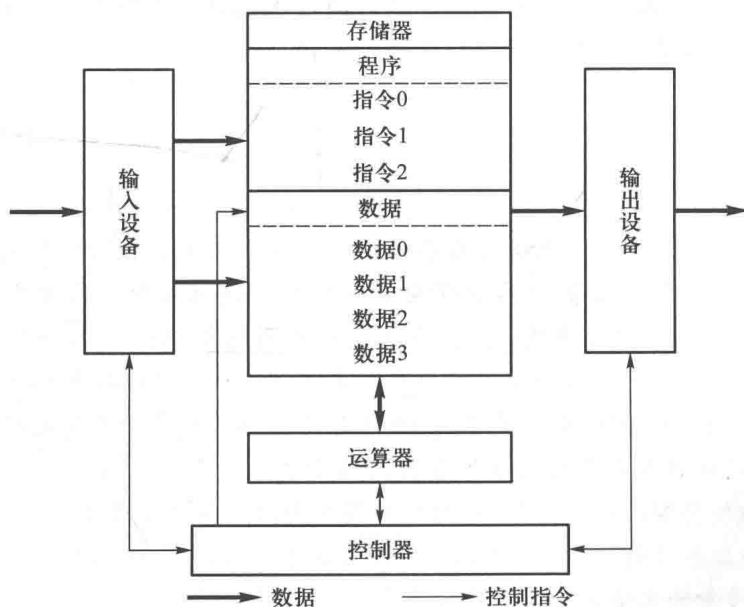 存储器
程序
指令0
指令1
指令2
数据
数据0
数据1
数据2
数据3
输入设备
输出设备
运算器
控制器
数据
控制指令